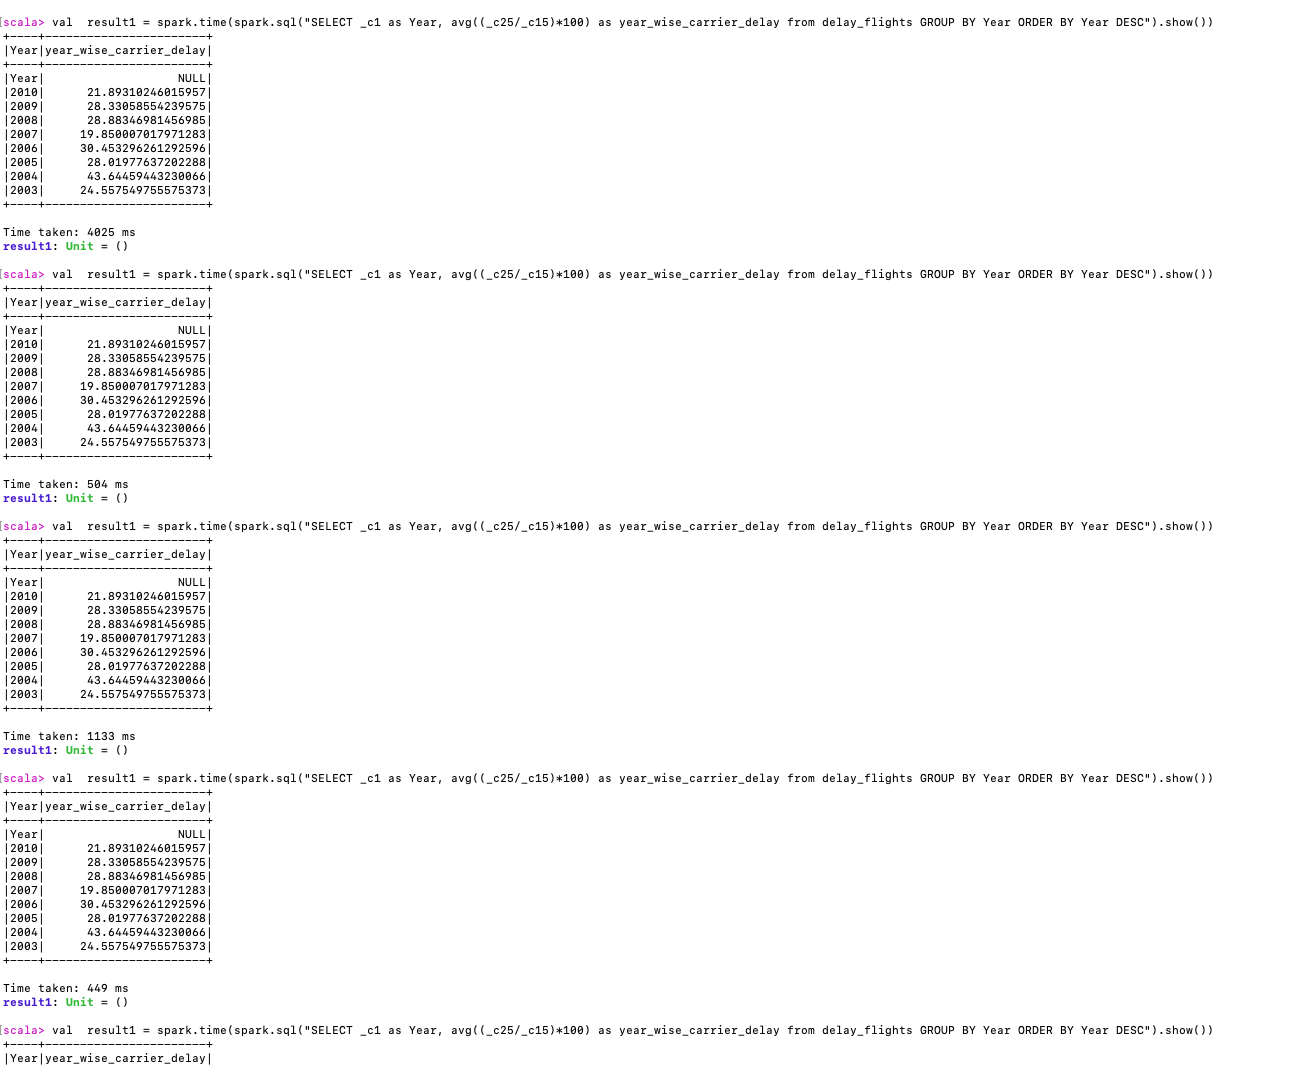 [scala> val  result1 = spark.time(spark.sql("SELECT _c1 as Year, avg((_c25/_c15)*100) as year_wise_carrier_delay from delay_flights GROUP BY Year ORDER BY Year DESC").show())
+----+-----------------------+
|Year|year_wise_carrier_delay|
+----+-----------------------+
|Year|                   NULL|
|2010|      21.89310246015957|
|2009|      28.33058554239575|
|2008|      28.88346981456985|
|2007|     19.850007017971283|
|2006|     30.453296261292596|
|2005|      28.01977637202288|
|2004|      43.64459443230066|
|2003|     24.557549755575373|
+----+-----------------------+
Time taken: 4025 ms
result1: Unit = ()
[scala> val  result1 = spark.time(spark.sql("SELECT _c1 as Year, avg((_c25/_c15)*100) as year_wise_carrier_delay from delay_flights GROUP BY Year ORDER BY Year DESC").show())
+----+-----------------------+
|Year|year_wise_carrier_delay|
+----+-----------------------+
|Year|                   NULL|
|2010|      21.89310246015957|
|2009|      28.33058554239575|
|2008|      28.88346981456985|
|2007|     19.850007017971283|
|2006|     30.453296261292596|
|2005|      28.01977637202288|
|2004|      43.64459443230066|
|2003|     24.557549755575373|
+----+-----------------------+
Time taken: 504 ms
result1: Unit = ()
[scala> val  result1 = spark.time(spark.sql("SELECT _c1 as Year, avg((_c25/_c15)*100) as year_wise_carrier_delay from delay_flights GROUP BY Year ORDER BY Year DESC").show())
+----+-----------------------+
|Year|year_wise_carrier_delay|
+----+-----------------------+
|Year|                   NULL|
|2010|      21.89310246015957|
|2009|      28.33058554239575|
|2008|      28.88346981456985|
|2007|     19.850007017971283|
|2006|     30.453296261292596|
|2005|      28.01977637202288|
|2004|      43.64459443230066|
|2003|     24.557549755575373|
+----+-----------------------+
Time taken: 1133 ms
result1: Unit = ()
[scala> val  result1 = spark.time(spark.sql("SELECT _c1 as Year, avg((_c25/_c15)*100) as year_wise_carrier_delay from delay_flights GROUP BY Year ORDER BY Year DESC").show())
+----+-----------------------+
|Year|year_wise_carrier_delay|
+----+-----------------------+
|Year|                   NULL|
|2010|      21.89310246015957|
|2009|      28.33058554239575|
|2008|      28.88346981456985|
|2007|     19.850007017971283|
|2006|     30.453296261292596|
|2005|      28.01977637202288|
|2004|      43.64459443230066|
|2003|     24.557549755575373|
+----+-----------------------+
Time taken: 449 ms
result1: Unit = ()
[scala> val  result1 = spark.time(spark.sql("SELECT _c1 as Year, avg((_c25/_c15)*100) as year_wise_carrier_delay from delay_flights GROUP BY Year ORDER BY Year DESC").show())
+----+-----------------------+
|Year|year_wise_carrier_delay|